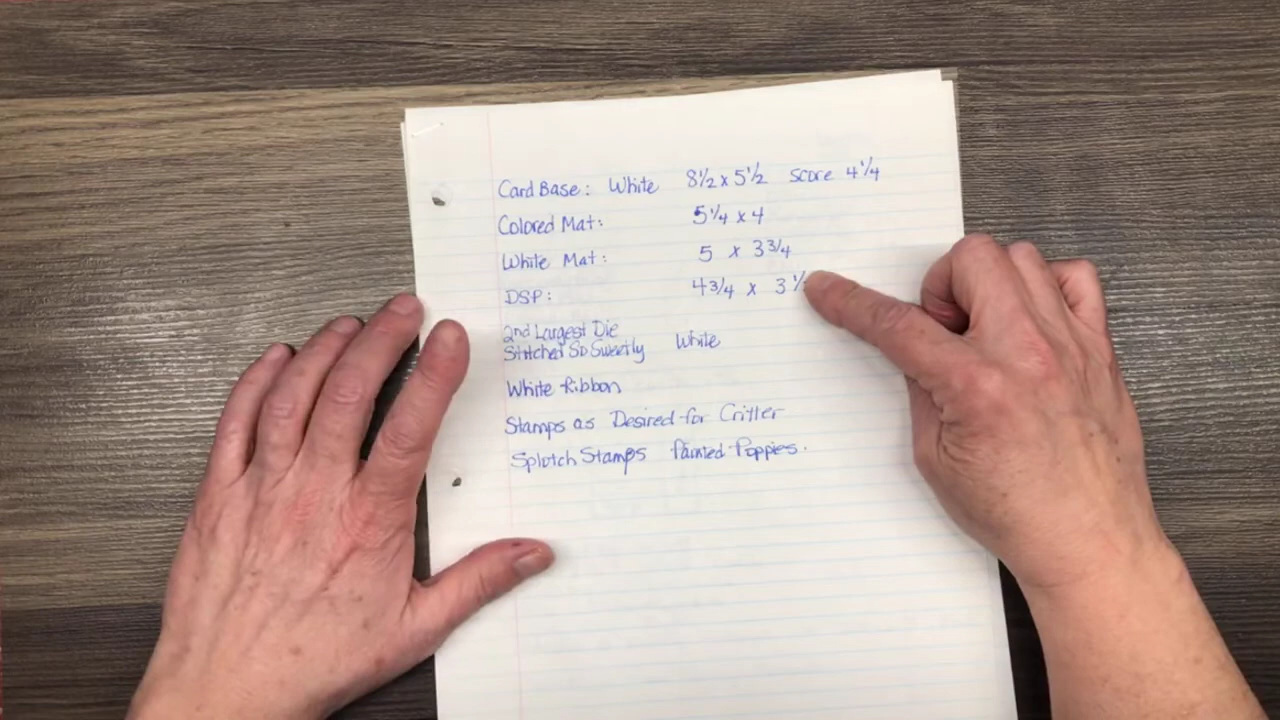 Card Base: White 8½ x 5½ score 4¼
Colored Mat: 5¼ x 4
White Mat: 5 x 3¾
DSP: 4¾ x 3
2nd Largest Die
Stitched So Sweetly White
White Ribbon
Stamps as Desired for Critter
Splotch Stamps Painted Poppies.